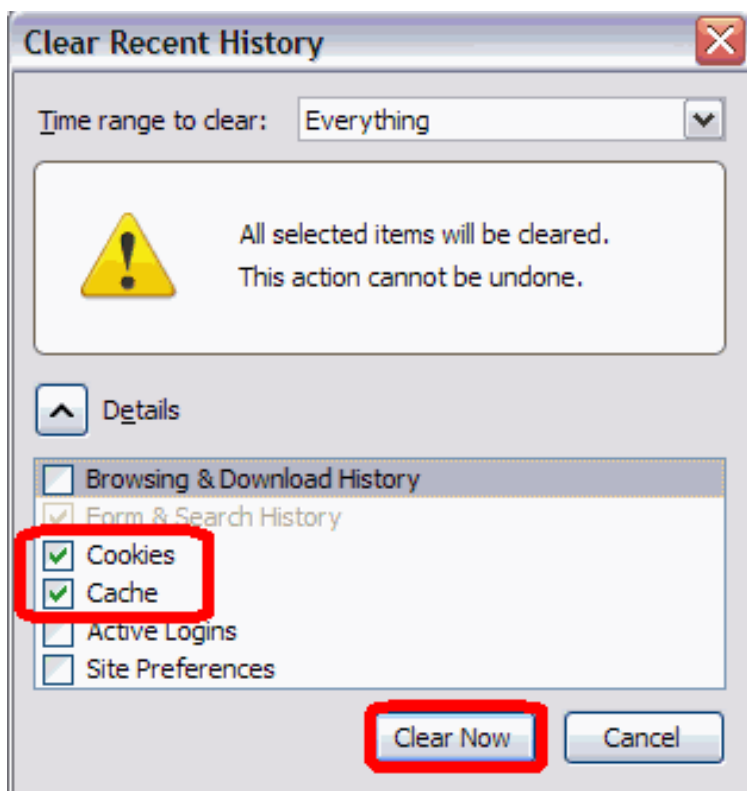 Clear Recent History
Time range to clear: Everything
All selected items will be cleared.
This action cannot be undone.
Details
Browsing & Download History
Form & Search History
Cookies
Cache
Active Logins
Site Preferences
Clear Now Cancel